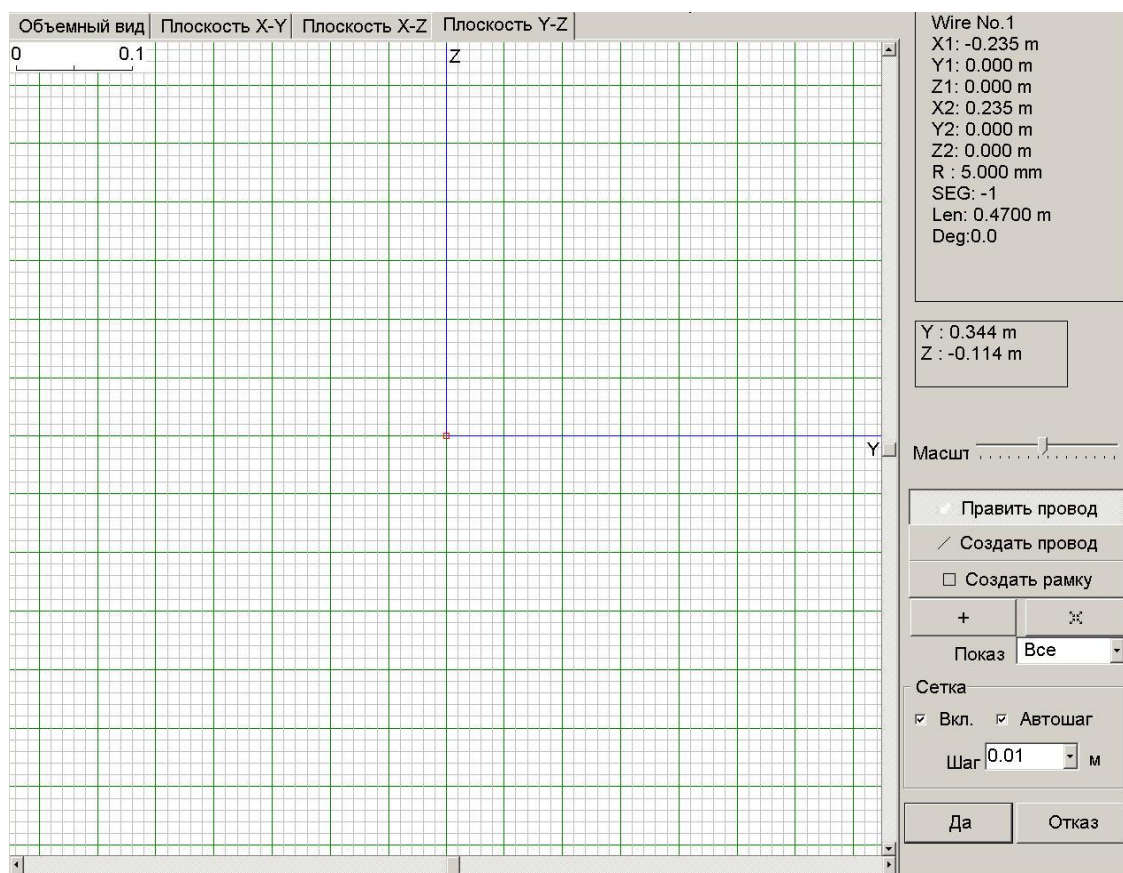 Объемный вид Плоскость X-Y Плоскость X-Z Плоскость Y-Z
0 0.1
Z
Y
Wire No.1
X1: -0.235 m
Y1: 0.000 m
Z1: 0.000 m
X2: 0.235 m
Y2: 0.000 m
Z2: 0.000 m
R : 5.000 mm
SEG: -1
Len: 0.4700 m
Deg:0.0
Y : 0.344 m
Z : -0.114 m
Масшт
Править провод
Создать провод
Создать рамку
+
Показ Все
Сетка
Вкл. Автошаг
Шаг 0.01 м
Да Отказ